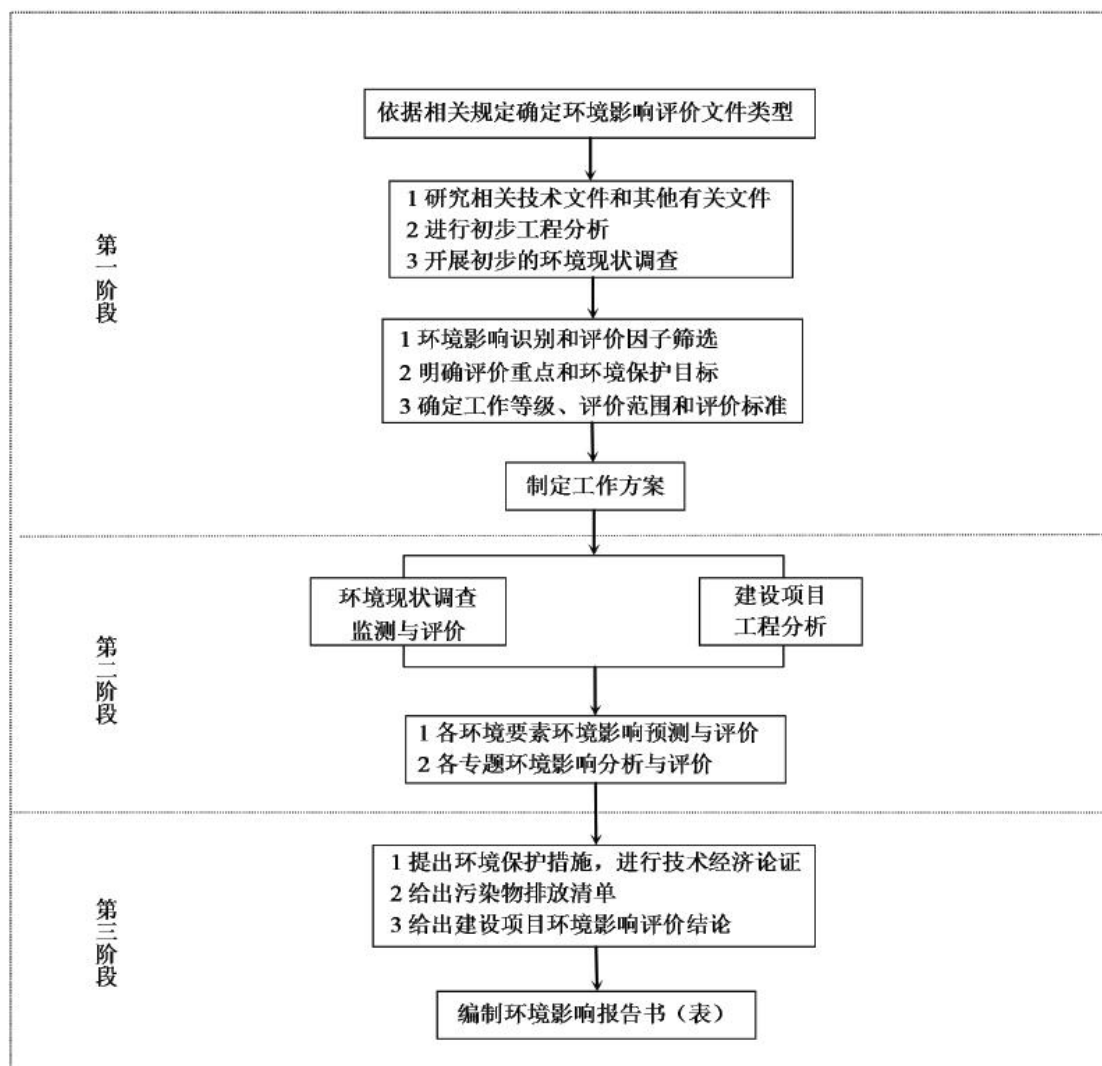 依据相关规定确定环境影响评价文件类型
1 研究相关技术文件和其他有关文件
2 进行初步工程分析
3 开展初步的环境现状调查
第一阶段
1 环境影响识别和评价因子筛选
2 明确评价重点和环境保护目标
3 确定工作等级、评价范围和评价标准
制定工作方案
环境现状调查
监测与评价
建设项目
工程分析
第二阶段
1 各环境要素环境影响预测与评价
2 各专题环境影响分析与评价
1 提出环境保护措施，进行技术经济论证
2 给出污染物排放清单
3 给出建设项目环境影响评价结论
第三阶段
编制环境影响报告书（表）